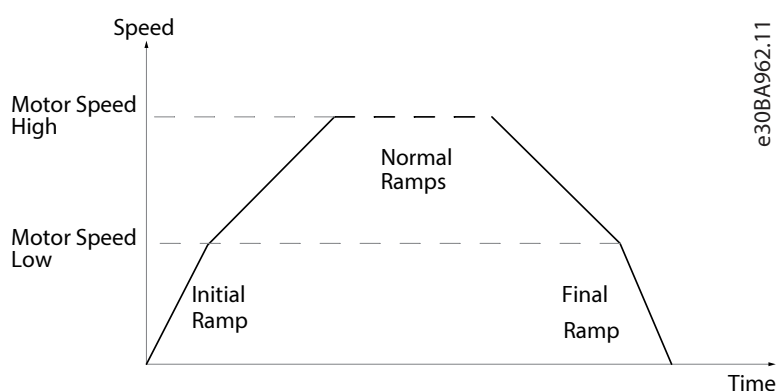 Speed
e30BA962.11
Motor Speed
High
Normal
Ramps
Motor Speed
Low
Initial
Ramp
Final
Ramp
Time